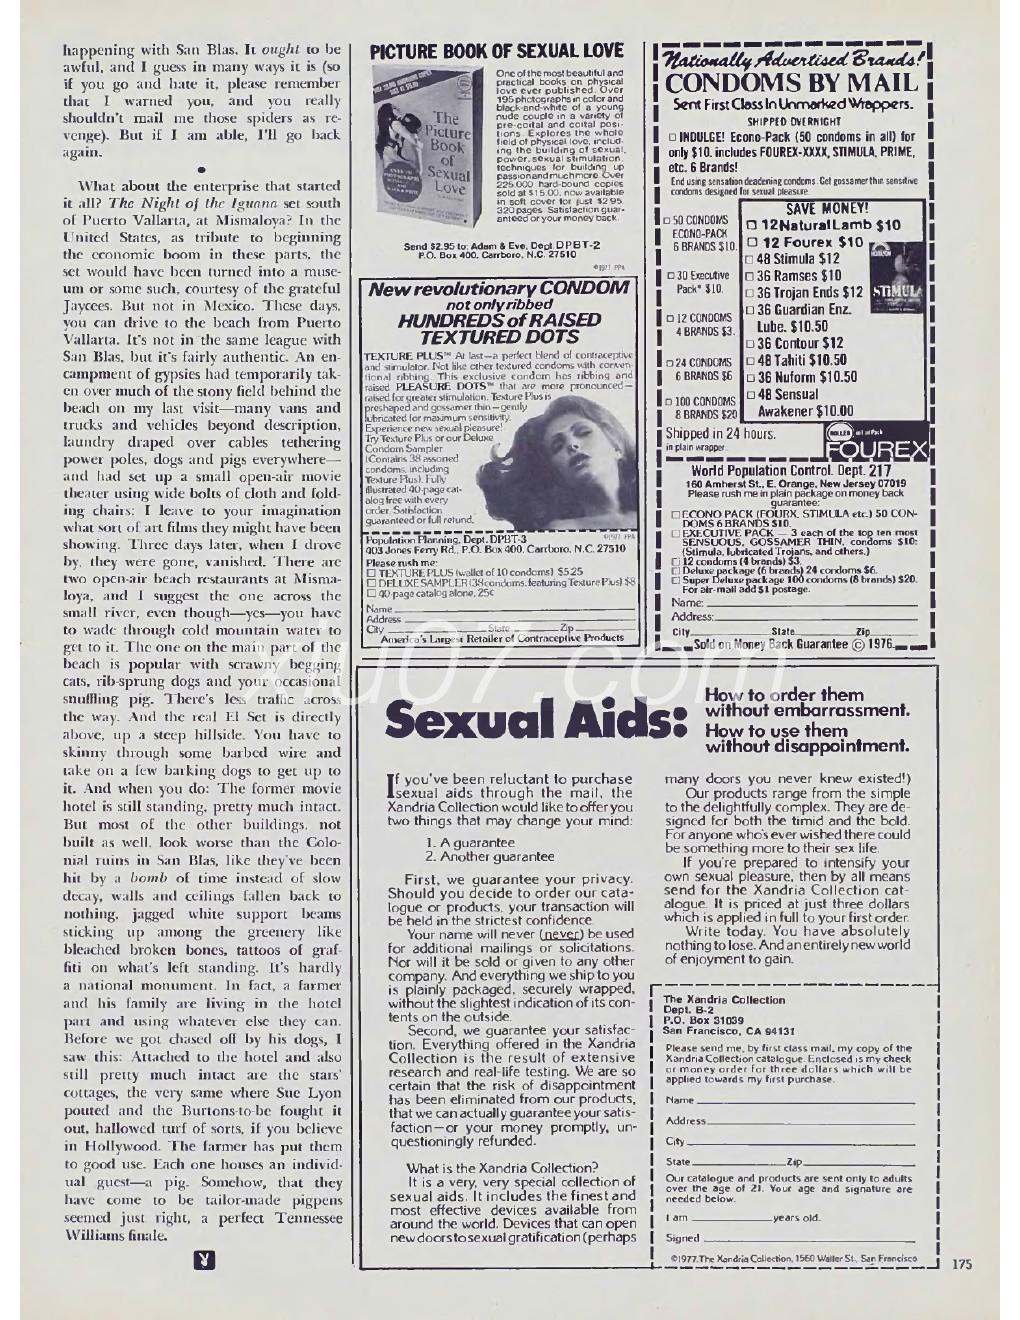 happening with San Blas. It ought to be
awful, and I guess in many ways it is (so
if you go and hate it, please remember
that I warned you, and you really
shouldn't mail me those spiders as re-
venge). But if I am able, I'll go back
again.
•
What about the enterprise that started
it all? The Night of the Iguana set south
of Puerto Vallarta, at Mismaloya? In the
United States, as tribute to beginning
the economic boom in these parts, the
set would have been turned into a muse-
um or some such, courtesy of the grateful
Jaycees. But not in Mexico. These days,
you can drive to the beach from Puerto
Vallarta. It's not in the same league with
San Blas, but it's fairly authentic. An en-
campment of gypsies had temporarily tak-
en over much of the stony field behind the
beach on my last visit—many vans and
trucks and vehicles beyond description,
laundry draped over cables tethering
power poles, dogs and pigs everywhere—
and had set up a small open-air movie
theater using wide bolts of cloth and fold-
ing chairs; I leave to your imagination
what sort of art films they might have been
showing. Three days later, when I drove
by, they were gone, vanished. There are
two open-air beach restaurants at Misma-
loya, and I suggest the one across the
small river, even though—yes—you have
to wade through cold mountain water to
get to it. The one on the main part of the
beach is popular with scrawny begging
cats, rib-sprung dogs and your occasional
snuffling pig. There's less traffic across
the way. And the real El Set is directly
above, up a steep hillside. You have to
skinny through some barbed wire and
take on a few barking dogs to get up to
it. And when you do: The former movie
hotel is still standing, pretty much intact.
But most of the other buildings, not
built as well, look worse than the Colo-
nial ruins in San Blas, like they've been
hit by a bomb of time instead of slow
decay, walls and ceilings fallen back to
nothing, jagged white support beams
sticking up among the greenery like
bleached broken bones, tattoos of graf-
fiti on what's left standing. It's hardly
a national monument. In fact, a farmer
and his family are living in the hotel
part and using whatever else they can.
Before we got chased off by his dogs, I
saw this: Attached to the hotel and also
still pretty much intact are the stars'
cottages, the very same where Sue Lyon
pouted and the Burtons-to-be fought it
out, hallowed turf of sorts, if you believe
in Hollywood. The farmer has put them
to good use. Each one houses an individ-
ual guest—a pig. Somehow, that they
have come to be tailor-made pigpens
seemed just right, a perfect Tennessee
Williams finale.
PICTURE BOOK OF SEXUAL LOVE
The
Picture
Book
of
Sexual
Love
One of the most beautiful and
practical books on physical
love ever published. Over
195 photographs in color and
black-and-white of a young
nude couple in a variety of
pre-coital and coital posi-
tions. Explores the whole
field of physical love, includ-
ing the building of sexual,
power, sexual stimulation,
techniques for building up
passion and much more. Over
225,000 hard-bound copies
sold at $15.00, now available
in soft cover for just $2.95.
320 pages. Satisfaction guar-
anteed or your money back.
Send $2.95 to: Adam & Eve, Dept DPBT-2
P.O. Box 400, Carrboro, N.C. 27510
©1977 PPA
New revolutionary CONDOM
not only ribbed
HUNDREDS of RAISED
TEXTURED DOTS
TEXTURE PLUS™ At last—a perfect blend of contraceptive
and stimulator. Not like other textured condoms with conven-
tional ribbing. This exclusive condom has ribbing and
raised PLEASURE DOTS™ that are more pronounced—
raised for greater stimulation. Texture Plus is
preshaped and gossamer thin—gently
lubricated for maximum sensitivity.
Experience new sexual pleasure!
Try Texture Plus or our Deluxe
Condom Sampler
(Contains 38 assorted
condoms, including
Texture Plus). Fully
illustrated 40-page cat-
alog free with every
order. Satisfaction
guaranteed or full refund.
©1977 PPA
Population Planning, Dept. DPBT-3
403 Jones Ferry Rd., P.O. Box 400, Carrboro, N.C. 27510
Please rush me:
☐ TEXTURE PLUS (wallet of 10 condoms) $5.25
☐ DELUXE SAMPLER (38 condoms, featuring Texture Plus) $8
☐ 40 page catalog alone, 25¢
Name
Address
City State Zip
America's Largest Retailer of Contraceptive Products
Nationally Advertised Brands!
CONDOMS BY MAIL
Sent First Class In Unmarked Wrappers.
SHIPPED OVERNIGHT
☐ INDULGE! Econo-Pack (50 condoms in all) for
only $10. includes FOUREX-XXXX, STIMULA, PRIME,
etc. 6 Brands!
End using sensation deadening condoms. Get gossamer thin sensitive
condoms designed for sexual pleasure.
☐ 50 CONDOMS
ECONO-PACK
6 BRANDS $10.
☐ 30 Executive
Pack* $10.
☐ 12 CONDOMS
4 BRANDS $3.
☐ 24 CONDOMS
6 BRANDS $6
☐ 100 CONDOMS
8 BRANDS $20
SAVE MONEY!
☐ 12 Natural Lamb $10
☐ 12 Fourex $10
☐ 48 Stimula $12
☐ 36 Ramses $10
☐ 36 Trojan Ends $12
☐ 36 Guardian Enz.
Lube. $10.50
☐ 36 Contour $12
☐ 48 Tahiti $10.50
☐ 36 Nuform $10.50
☐ 48 Sensual
Awakener $10.00
STIMULA
Shipped in 24 hours.
in plain wrapper.
FOUREX
World Population Control. Dept. 217
160 Amherst St., E. Orange, New Jersey 07019
Please rush me in plain package on money back
guarantee:
☐ ECONO PACK (FOUREX, STIMULA etc.) 50 CON-
DOMS 6 BRANDS $10.
☐ EXECUTIVE PACK — 3 each of the top ten most
SENSUOUS, GOSSAMER THIN, condoms $10:
(Stimula, lubricated Trojans, and others.)
☐ 12 condoms (4 brands) $3.
☐ Deluxe package (6 brands) 24 condoms $6.
☐ Super Deluxe package 100 condoms (8 brands) $20.
For air-mail add $1 postage.
Name:
Address:
City State Zip
Sold on Money Back Guarantee © 1976
xiu07.com
Sexual Aids:
How to order them
without embarrassment.
How to use them
without disappointment.
If you've been reluctant to purchase
sexual aids through the mail, the
Xandria Collection would like to offer you
two things that may change your mind:
1. A guarantee
2. Another guarantee
First, we guarantee your privacy.
Should you decide to order our cata-
logue or products, your transaction will
be held in the strictest confidence.
Your name will never (never) be used
for additional mailings or solicitations.
Nor will it be sold or given to any other
company. And everything we ship to you
is plainly packaged, securely wrapped,
without the slightest indication of its con-
tents on the outside.
Second, we guarantee your satisfac-
tion. Everything offered in the Xandria
Collection is the result of extensive
research and real-life testing. We are so
certain that the risk of disappointment
has been eliminated from our products,
that we can actually guarantee your satis-
faction—or your money promptly, un-
questioningly refunded.
What is the Xandria Collection?
It is a very, very special collection of
sexual aids. It includes the finest and
most effective devices available from
around the world. Devices that can open
new doors to sexual gratification (perhaps
many doors you never knew existed!)
Our products range from the simple
to the delightfully complex. They are de-
signed for both the timid and the bold.
For anyone who's ever wished there could
be something more to their sex life.
If you're prepared to intensify your
own sexual pleasure, then by all means
send for the Xandria Collection cat-
alogue. It is priced at just three dollars
which is applied in full to your first order.
Write today. You have absolutely
nothing to lose. And an entirely new world
of enjoyment to gain.
The Xandria Collection
Dept. B-2
P.O. Box 31039
San Francisco, CA 94131
Please send me, by first class mail, my copy of the
Xandria Collection catalogue. Enclosed is my check
or money order for three dollars which will be
applied towards my first purchase.
Name
Address
City
State Zip
Our catalogue and products are sent only to adults
over the age of 21. Your age and signature are
needed below.
I am years old.
Signed
©1977, The Xandria Collection, 1560 Waller St., San Francisco
175